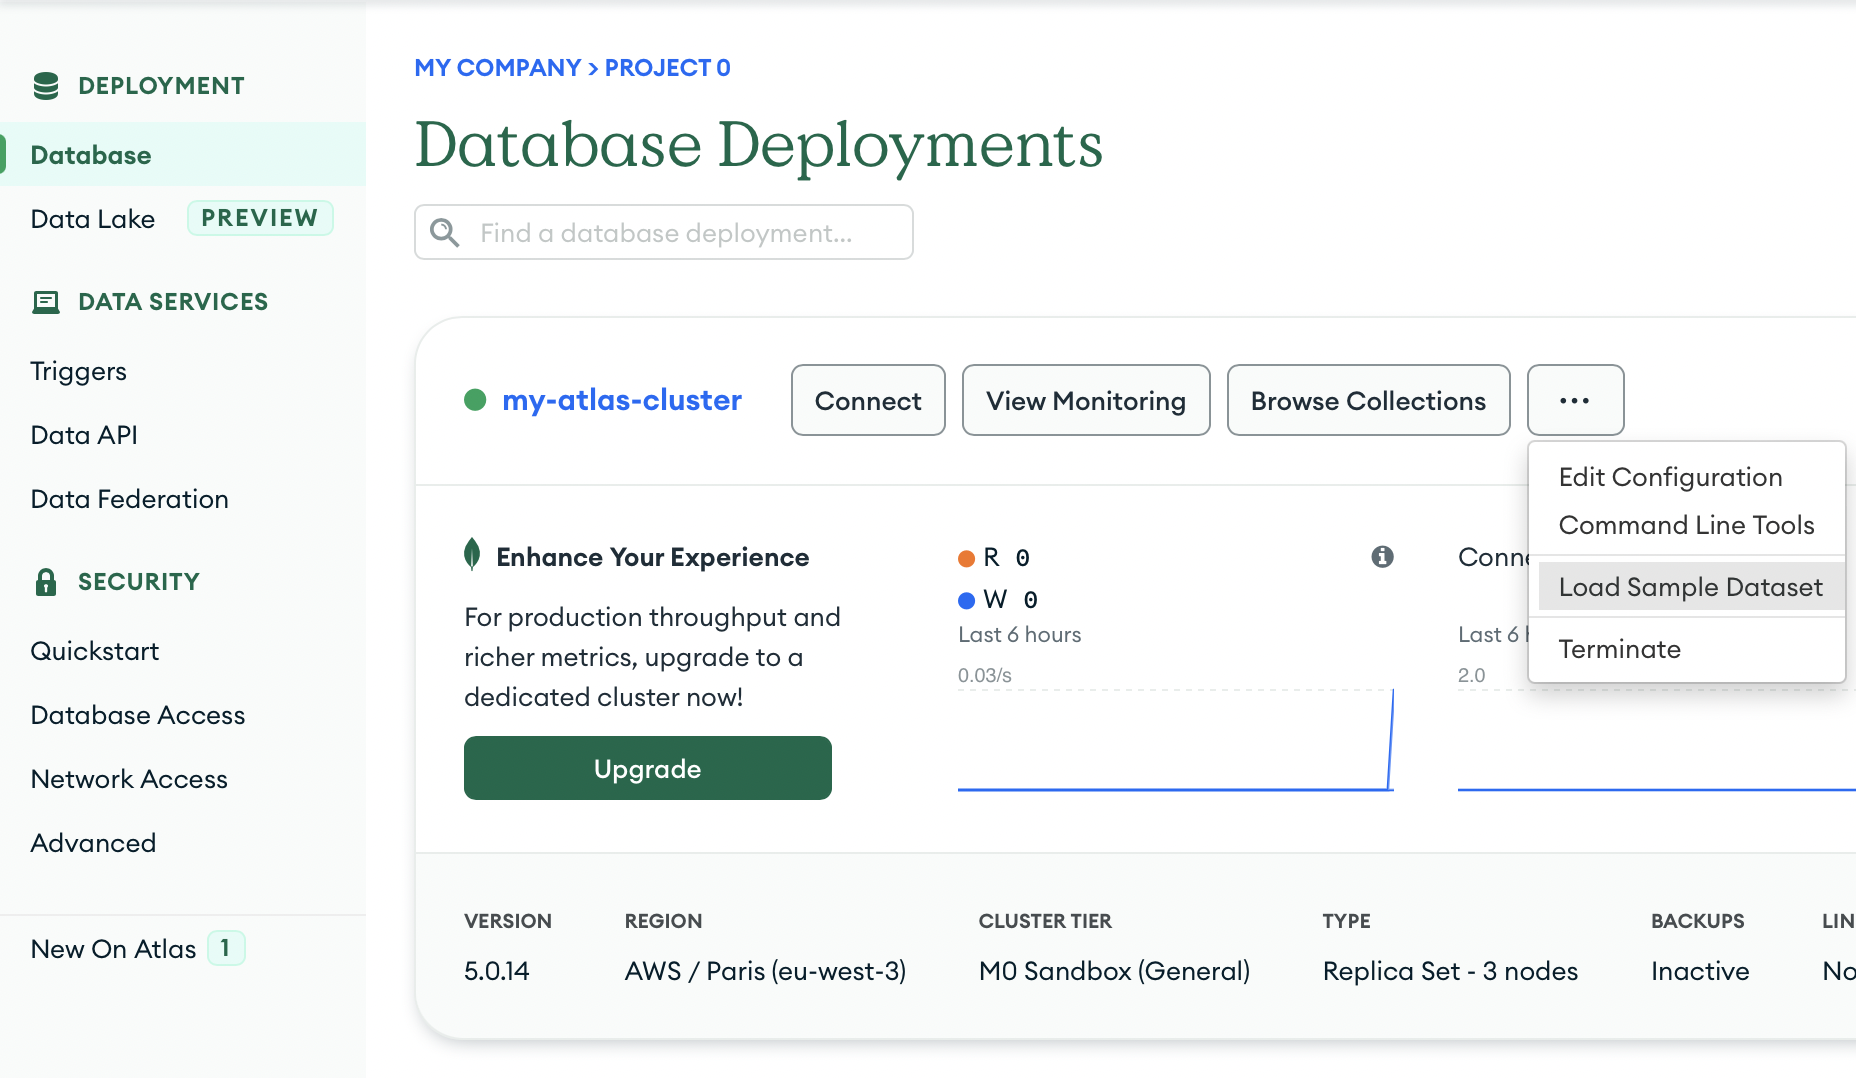 DEPLOYMENT
Database
Data Lake PREVIEW
DATA SERVICES
Triggers
Data API
Data Federation
SECURITY
Quickstart
Database Access
Network Access
Advanced
New On Atlas 1
MY COMPANY > PROJECT 0
Database Deployments
Find a database deployment...
my-atlas-cluster Connect View Monitoring Browse Collections ...
Edit Configuration
Command Line Tools
Load Sample Dataset
Terminate
Enhance Your Experience
For production throughput and
richer metrics, upgrade to a
dedicated cluster now!
Upgrade
R 0
W 0
Last 6 hours
0.03/s
Conne
Last 6 h
2.0
VERSION REGION CLUSTER TIER TYPE BACKUPS LIN
5.0.14 AWS / Paris (eu-west-3) M0 Sandbox (General) Replica Set - 3 nodes Inactive No